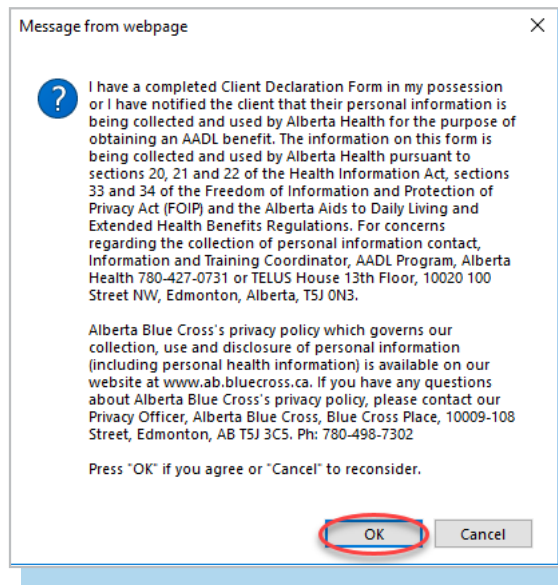 Message from webpage
I have a completed Client Declaration Form in my possession
or I have notified the client that their personal information is
being collected and used by Alberta Health for the purpose of
obtaining an AADL benefit. The information on this form is
being collected and used by Alberta Health pursuant to
sections 20, 21 and 22 of the Health Information Act, sections
33 and 34 of the Freedom of Information and Protection of
Privacy Act (FOIP) and the Alberta Aids to Daily Living and
Extended Health Benefits Regulations. For concerns
regarding the collection of personal information contact,
Information and Training Coordinator, AADL Program, Alberta
Health 780-427-0731 or TELUS House 13th Floor, 10020 100
Street NW, Edmonton, Alberta, T5J 0N3.
Alberta Blue Cross's privacy policy which governs our
collection, use and disclosure of personal information
(including personal health information) is available on our
website at www.ab.bluecross.ca. If you have any questions
about Alberta Blue Cross's privacy policy, please contact our
Privacy Officer, Alberta Blue Cross, Blue Cross Place, 10009-108
Street, Edmonton, AB T5J 3C5. Ph: 780-498-7302
Press "OK" if you agree or "Cancel" to reconsider.
OK Cancel